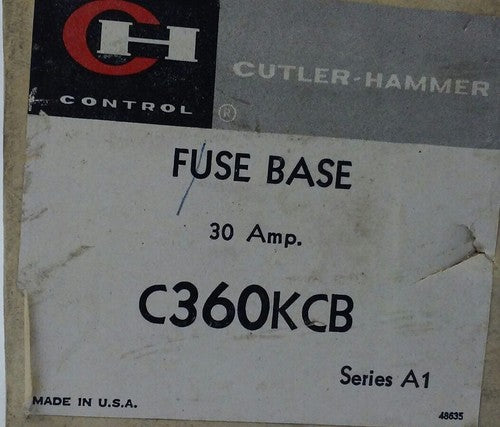 CH
CONTROL ®
CUTLER-HAMMER
FUSE BASE
30 Amp.
C360KCB
Series A1
MADE IN U.S.A.
48635